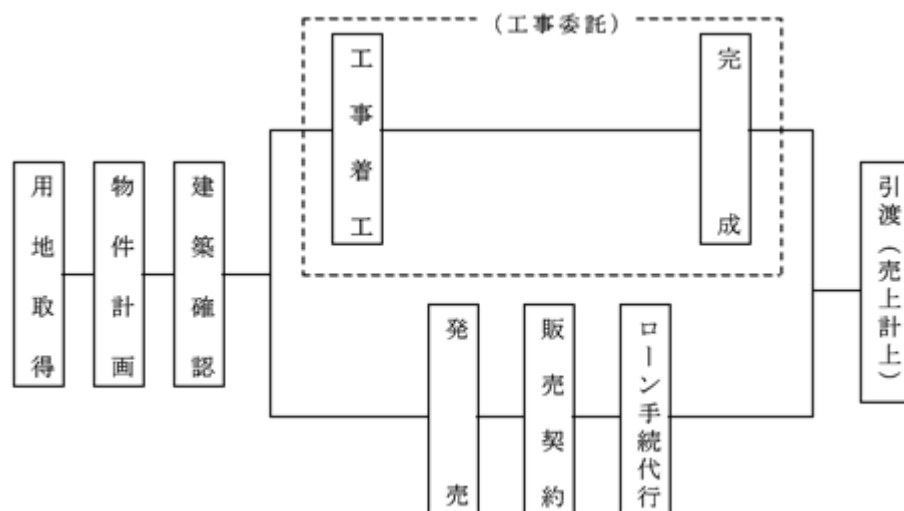 (工事委託)
用地取得
物件計画
建築確認
工事着工
完成
発売
販売契約
ローン手続代行
引渡(売上計上)